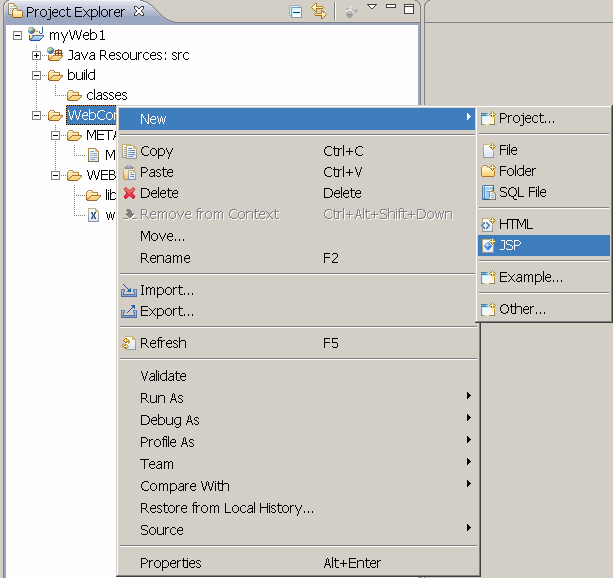 Project Explorer
myWeb1
Java Resources: src
build
classes
WebCon
META
M
WEB
lib
w
New
Copy Ctrl+C
Paste Ctrl+V
Delete Delete
Remove from Context Ctrl+Alt+Shift+Down
Move...
Rename F2
Import...
Export...
Refresh F5
Validate
Run As
Debug As
Profile As
Team
Compare With
Restore from Local History...
Source
Properties Alt+Enter
Project...
File
Folder
SQL File
HTML
JSP
Example...
Other...